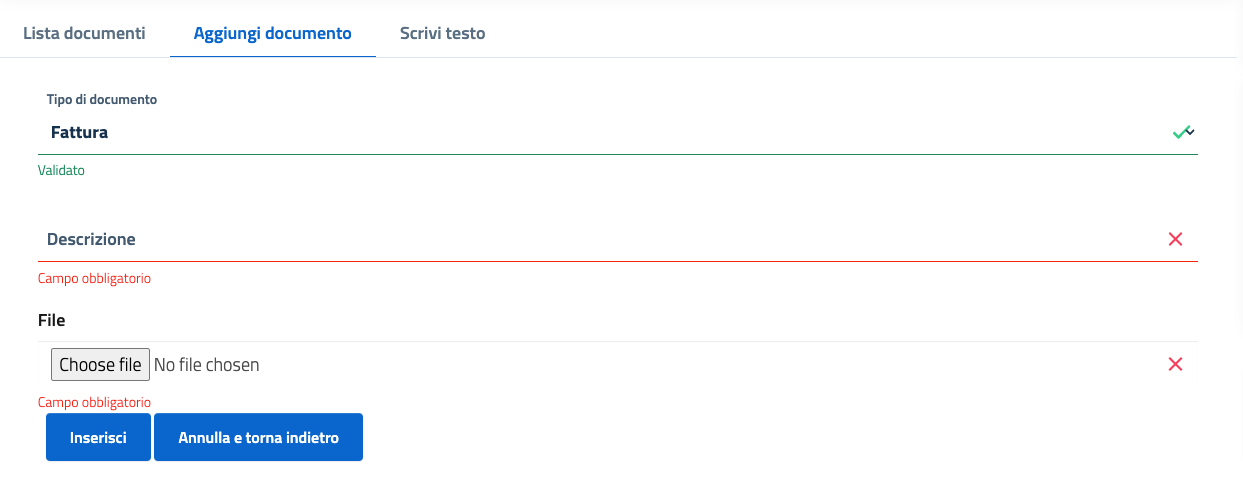 Lista documenti Aggiungi documento Scrivi testo
Tipo di documento
Fattura
Validato
Descrizione
Campo obbligatorio
File
Choose file No file chosen
Campo obbligatorio
Inserisci Annulla e torna indietro